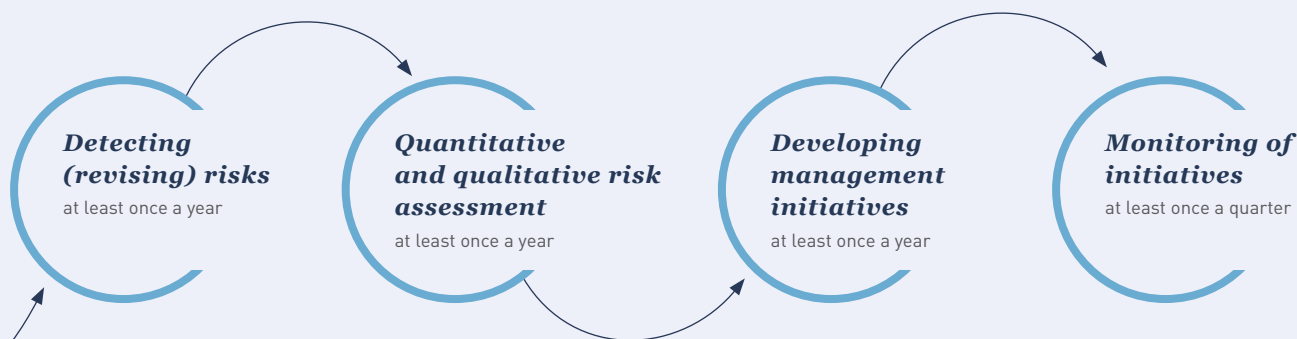 Detecting
(revising) risks
at least once a year
Quantitative
and qualitative risk
assessment
at least once a year
Developing
management
initiatives
at least once a year
Monitoring of
initiatives
at least once a quarter